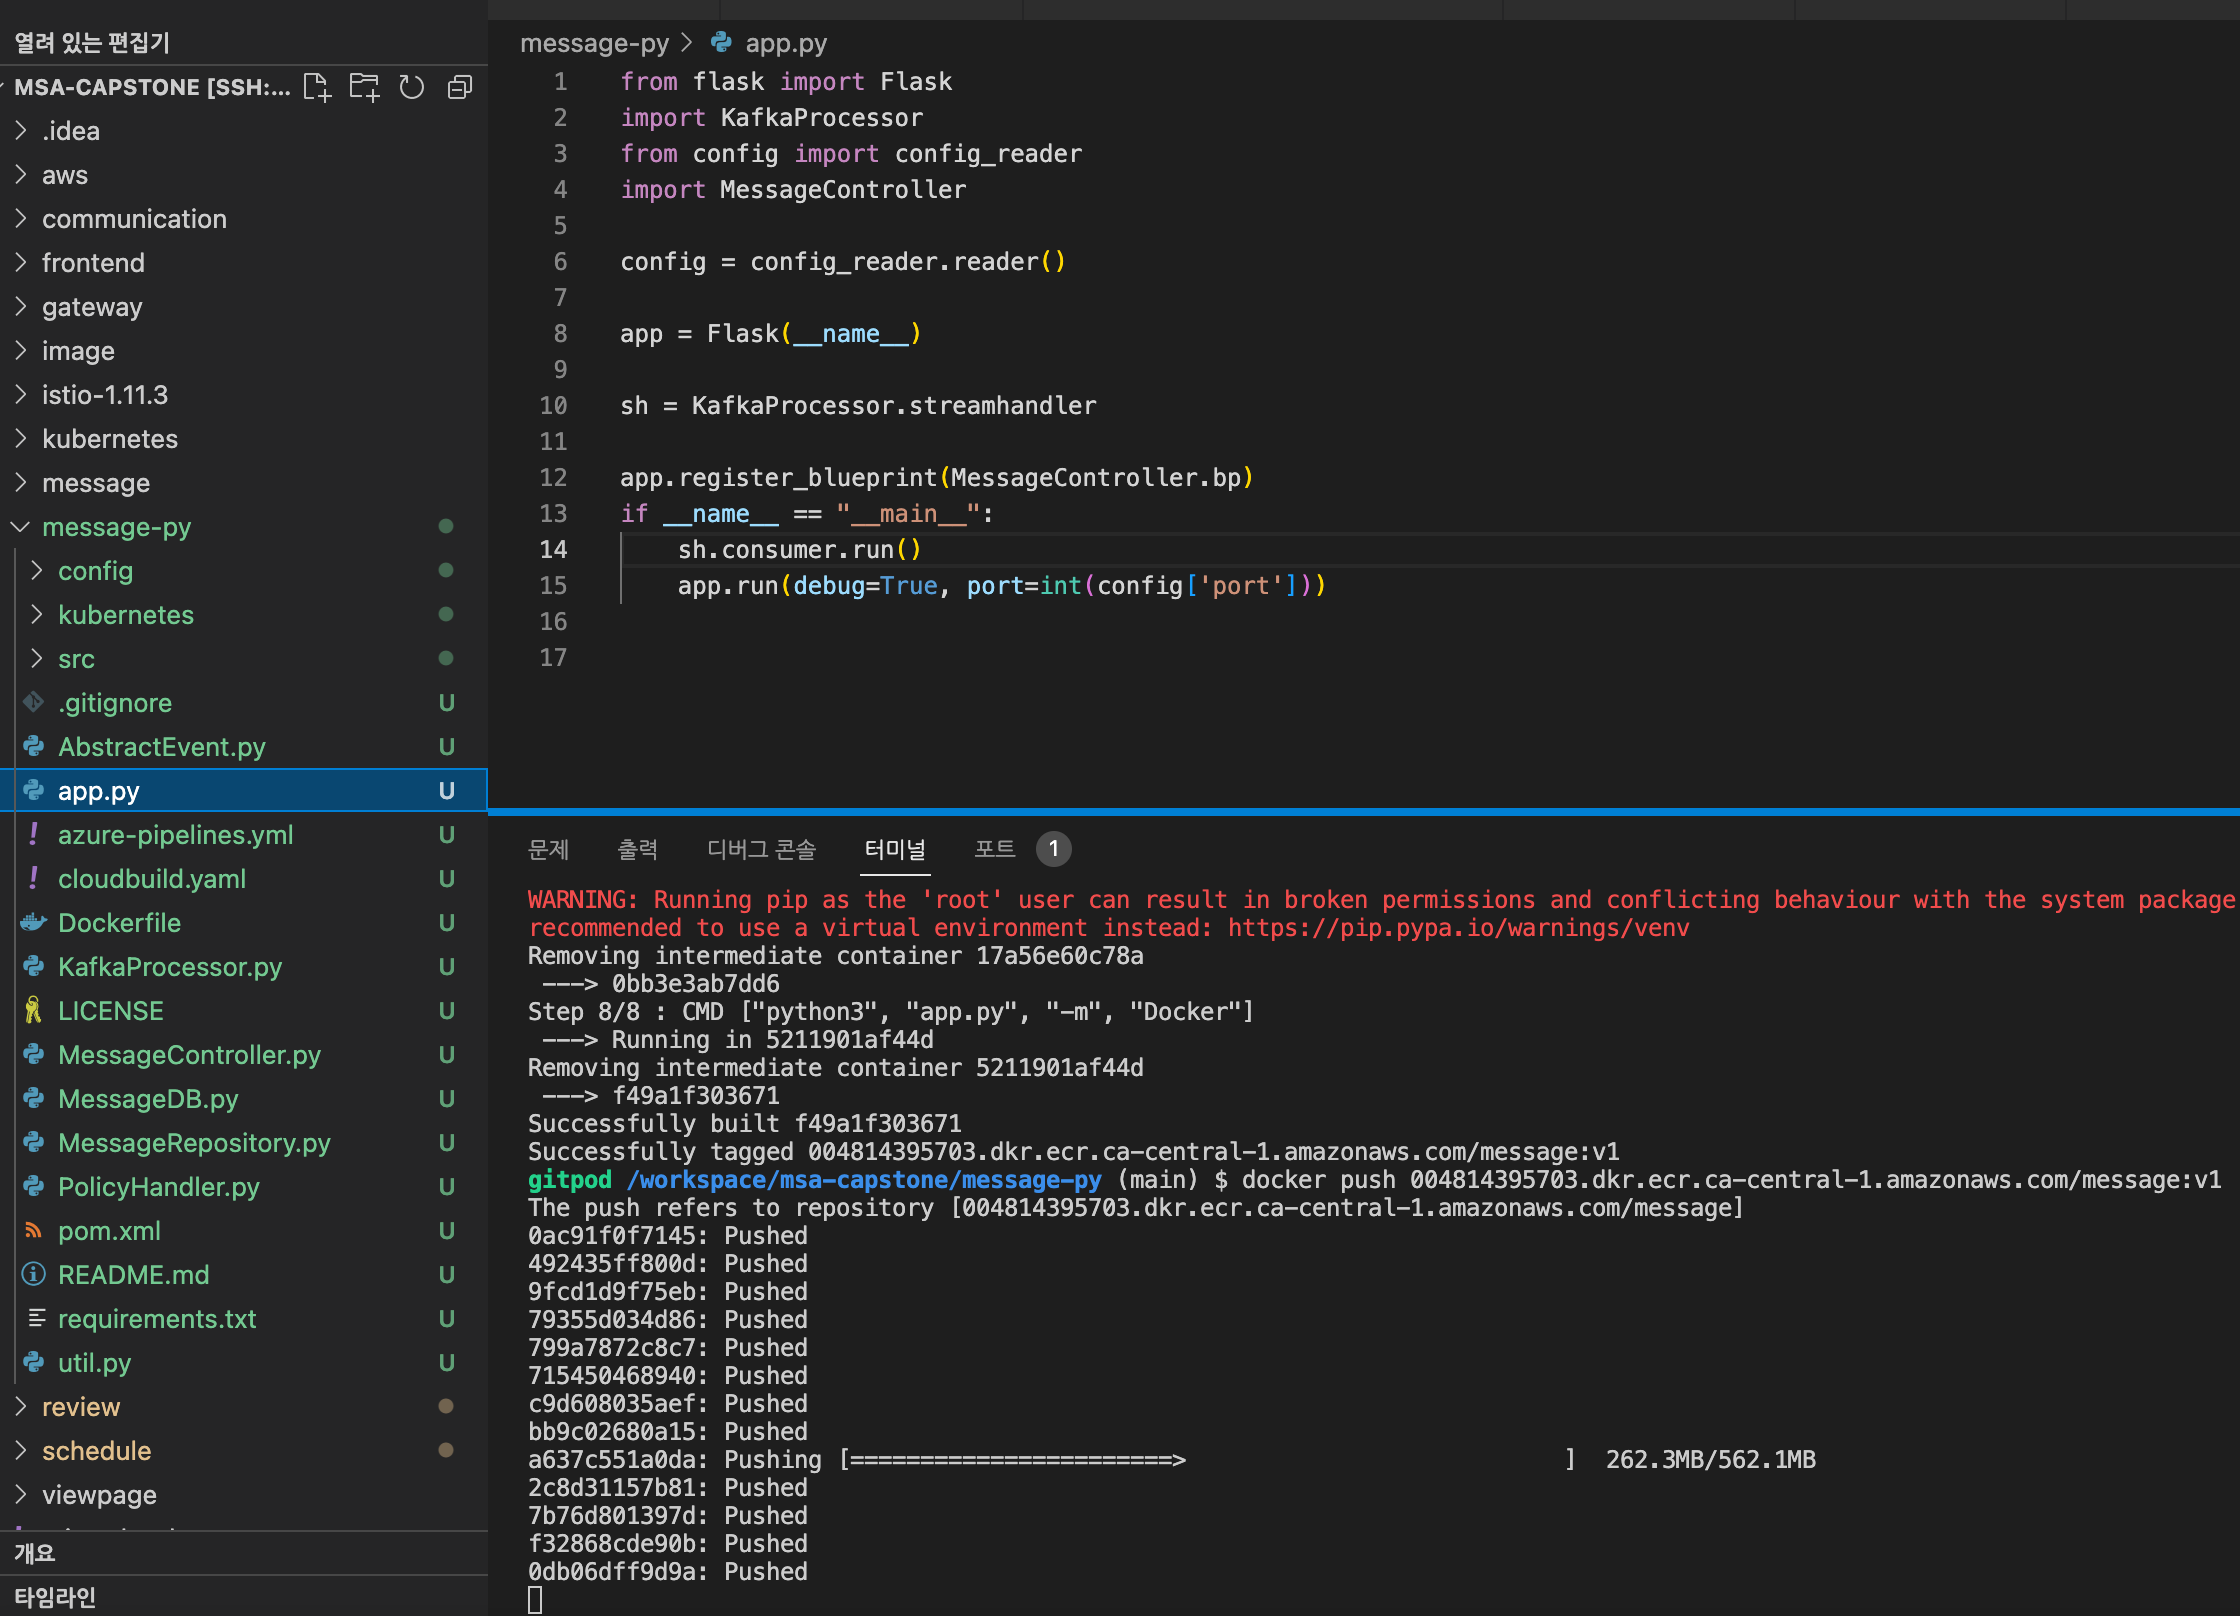 열려 있는 편집기
MSA-CAPSTONE [SSH:...
.idea
aws
communication
frontend
gateway
image
istio-1.11.3
kubernetes
message
message-py
config
kubernetes
src
.gitignore U
AbstractEvent.py U
app.py U
azure-pipelines.yml U
cloudbuild.yaml U
Dockerfile U
KafkaProcessor.py U
LICENSE U
MessageController.py U
MessageDB.py U
MessageRepository.py U
PolicyHandler.py U
pom.xml U
README.md U
requirements.txt U
util.py U
review
schedule
viewpage
개요
타임라인
message-py > app.py
1 from flask import Flask
2 import KafkaProcessor
3 from config import config_reader
4 import MessageController
5
6 config = config_reader.reader()
7
8 app = Flask(__name__)
9
10 sh = KafkaProcessor.streamhandler
11
12 app.register_blueprint(MessageController.bp)
13 if __name__ == "__main__":
14     sh.consumer.run()
15     app.run(debug=True, port=int(config['port']))
16
17
문제 출력 디버그 콘솔 터미널 포트 1
WARNING: Running pip as the 'root' user can result in broken permissions and conflicting behaviour with the system package
recommended to use a virtual environment instead: https://pip.pypa.io/warnings/venv
Removing intermediate container 17a56e60c78a
 ---> 0bb3e3ab7dd6
Step 8/8 : CMD ["python3", "app.py", "-m", "Docker"]
 ---> Running in 5211901af44d
Removing intermediate container 5211901af44d
 ---> f49a1f303671
Successfully built f49a1f303671
Successfully tagged 004814395703.dkr.ecr.ca-central-1.amazonaws.com/message:v1
gitpod /workspace/msa-capstone/message-py (main) $ docker push 004814395703.dkr.ecr.ca-central-1.amazonaws.com/message:v1
The push refers to repository [004814395703.dkr.ecr.ca-central-1.amazonaws.com/message]
0ac91f0f7145: Pushed
492435ff800d: Pushed
9fcd1d9f75eb: Pushed
79355d034d86: Pushed
799a7872c8c7: Pushed
715450468940: Pushed
c9d608035aef: Pushed
bb9c02680a15: Pushed
a637c551a0da: Pushing [=======================>                           ]  262.3MB/562.1MB
2c8d31157b81: Pushed
7b76d801397d: Pushed
f32868cde90b: Pushed
0db06dff9d9a: Pushed